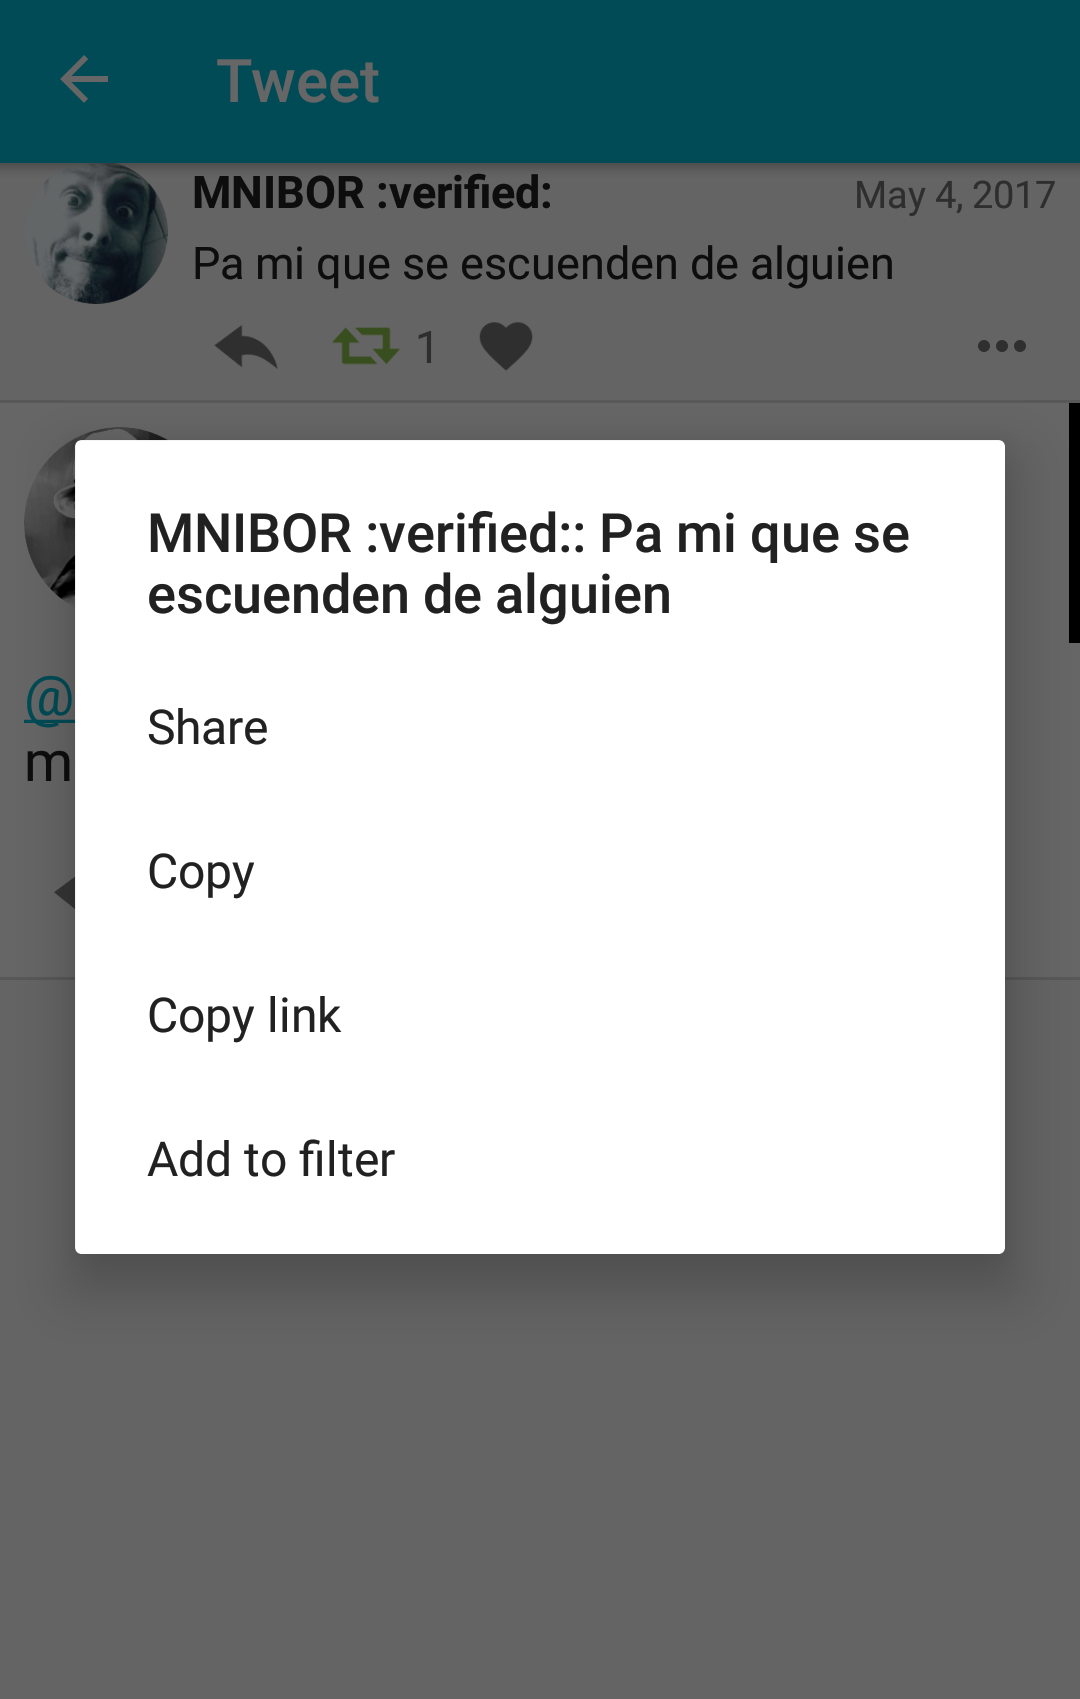 Tweet
MNIBOR :verified:
May 4, 2017
Pa mi que se escuenden de alguien
1
MNIBOR :verified:: Pa mi que se
escuenden de alguien
@
m
Share
Copy
Copy link
Add to filter